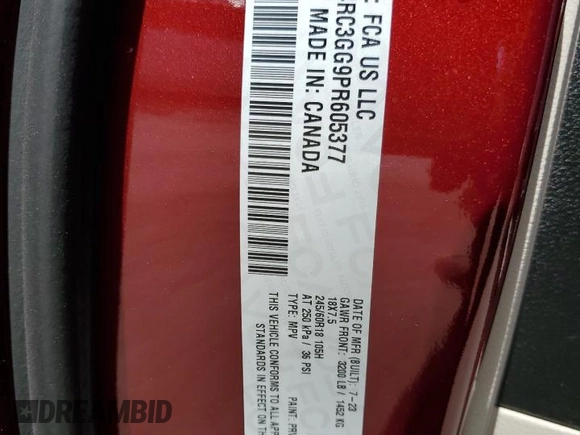 FCA US LLC
RC3GG9PR605377
MADE IN: CANADA
DATE OF MFR (BUILT): 7-23
GAWR FRONT: 3200 LB / 1452 KG
18X7.5
245/60R18 105H
AT 250 kPa / 36 PSI
TYPE: MPV
PAINT: PRV
THIS VEHICLE CONFORMS TO ALL APP
STANDARDS IN EFFECT ON
DREAMBID